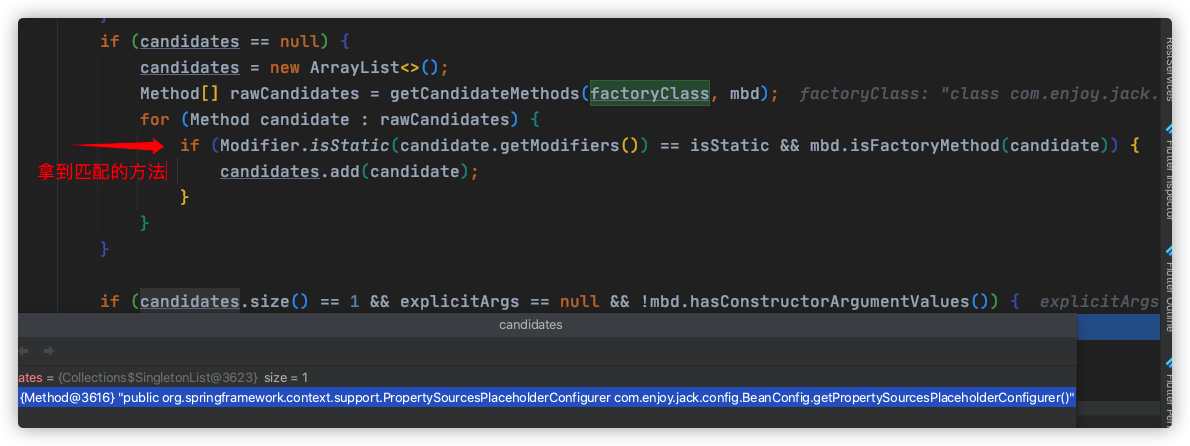 }
if (candidates == null) {
candidates = new ArrayList<>();
Method[] rawCandidates = getCandidateMethods(factoryClass, mbd); factoryClass: "class com.enjoy.jack.
for (Method candidate : rawCandidates) {
if (Modifier.isStatic(candidate.getModifiers()) == isStatic && mbd.isFactoryMethod(candidate)) {
拿到匹配的方法
candidates.add(candidate);
}
}
}
if (candidates.size() == 1 && explicitArgs == null && !mbd.hasConstructorArgumentValues()) { explicitArgs
candidates
ates = {Collections$SingletonList@3623} size = 1
{Method@3616} "public org.springframework.context.support.PropertySourcesPlaceholderConfigurer com.enjoy.jack.config.BeanConfig.getPropertySourcesPlaceholderConfigurer()"
RestServices
Flutter Inspector
Flutter Outline
Flutter Per